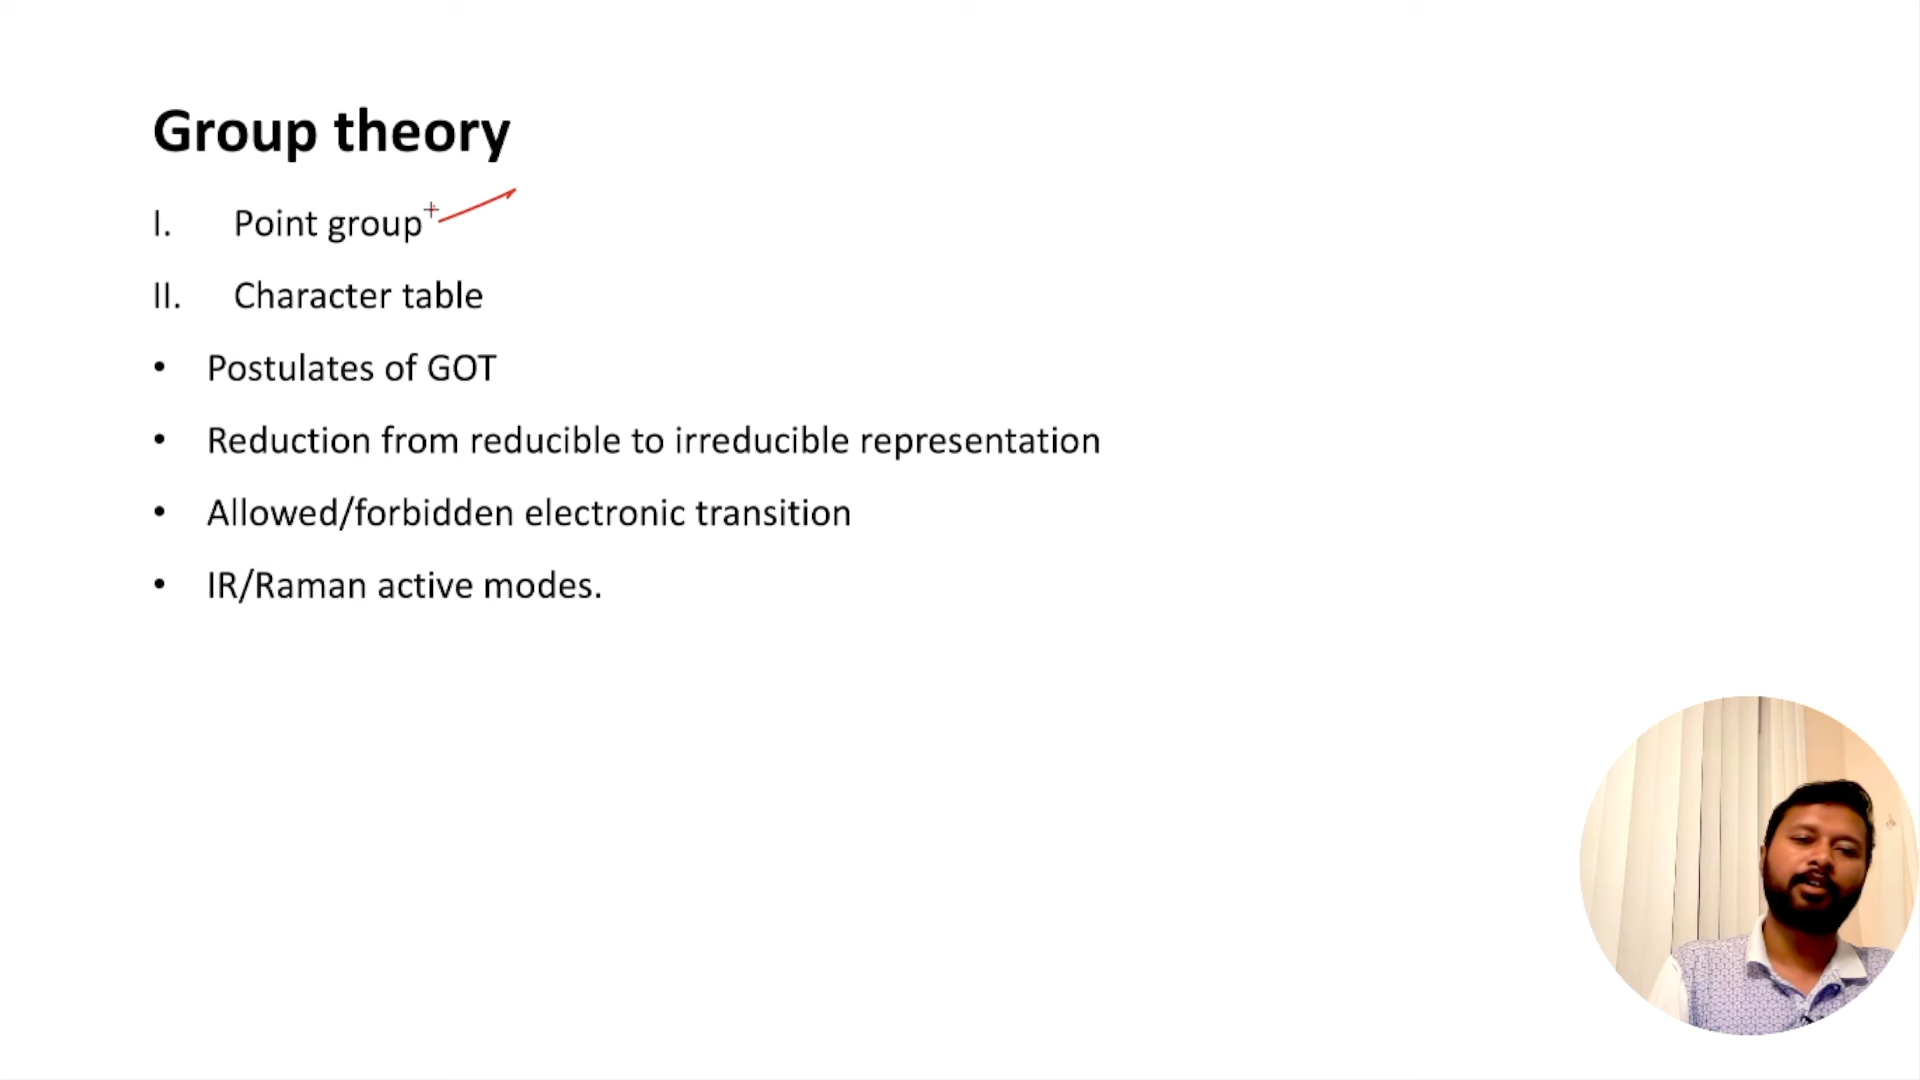 Group theory
I. Point group
II. Character table
• Postulates of GOT
• Reduction from reducible to irreducible representation
• Allowed/forbidden electronic transition
• IR/Raman active modes.